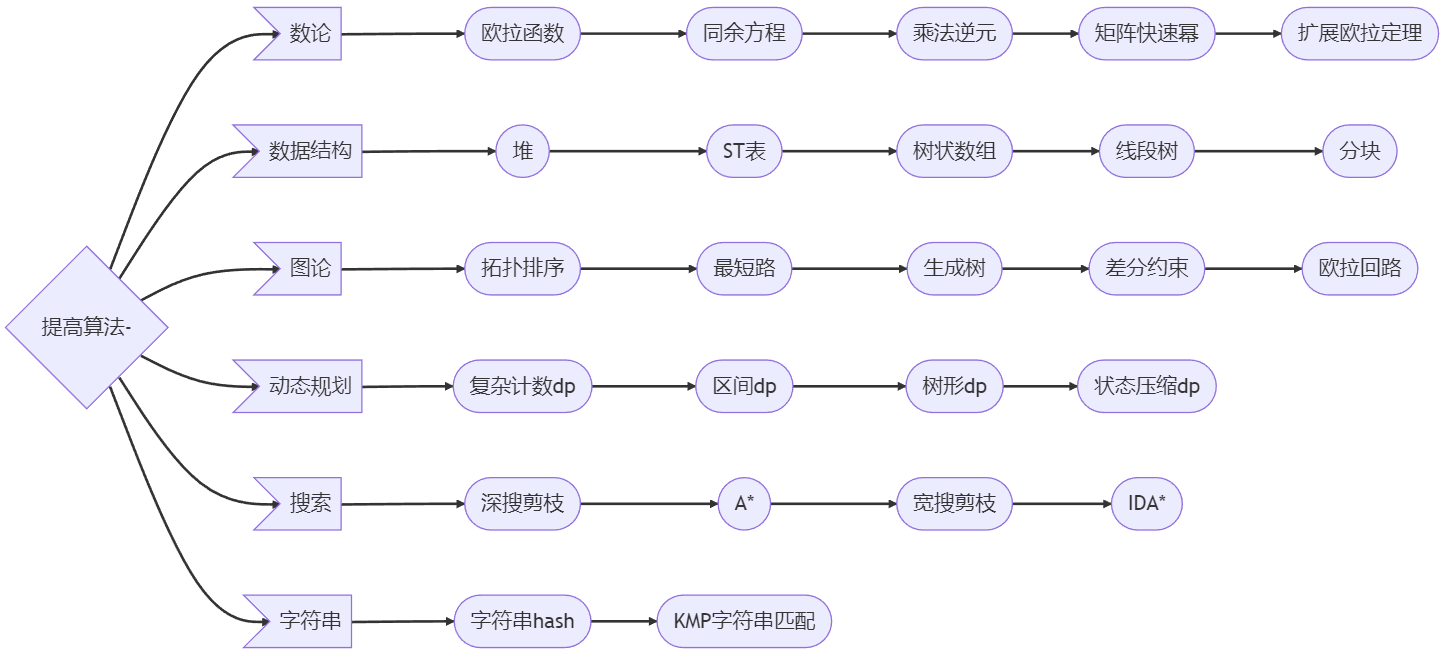 数论
欧拉函数
同余方程
乘法逆元
矩阵快速幂
扩展欧拉定理
数据结构
堆
ST表
树状数组
线段树
分块
图论
拓扑排序
最短路
生成树
差分约束
欧拉回路
提高算法-
动态规划
复杂计数dp
区间dp
树形dp
状态压缩dp
搜索
深搜剪枝
A*
宽搜剪枝
IDA*
字符串
字符串hash
KMP字符串匹配